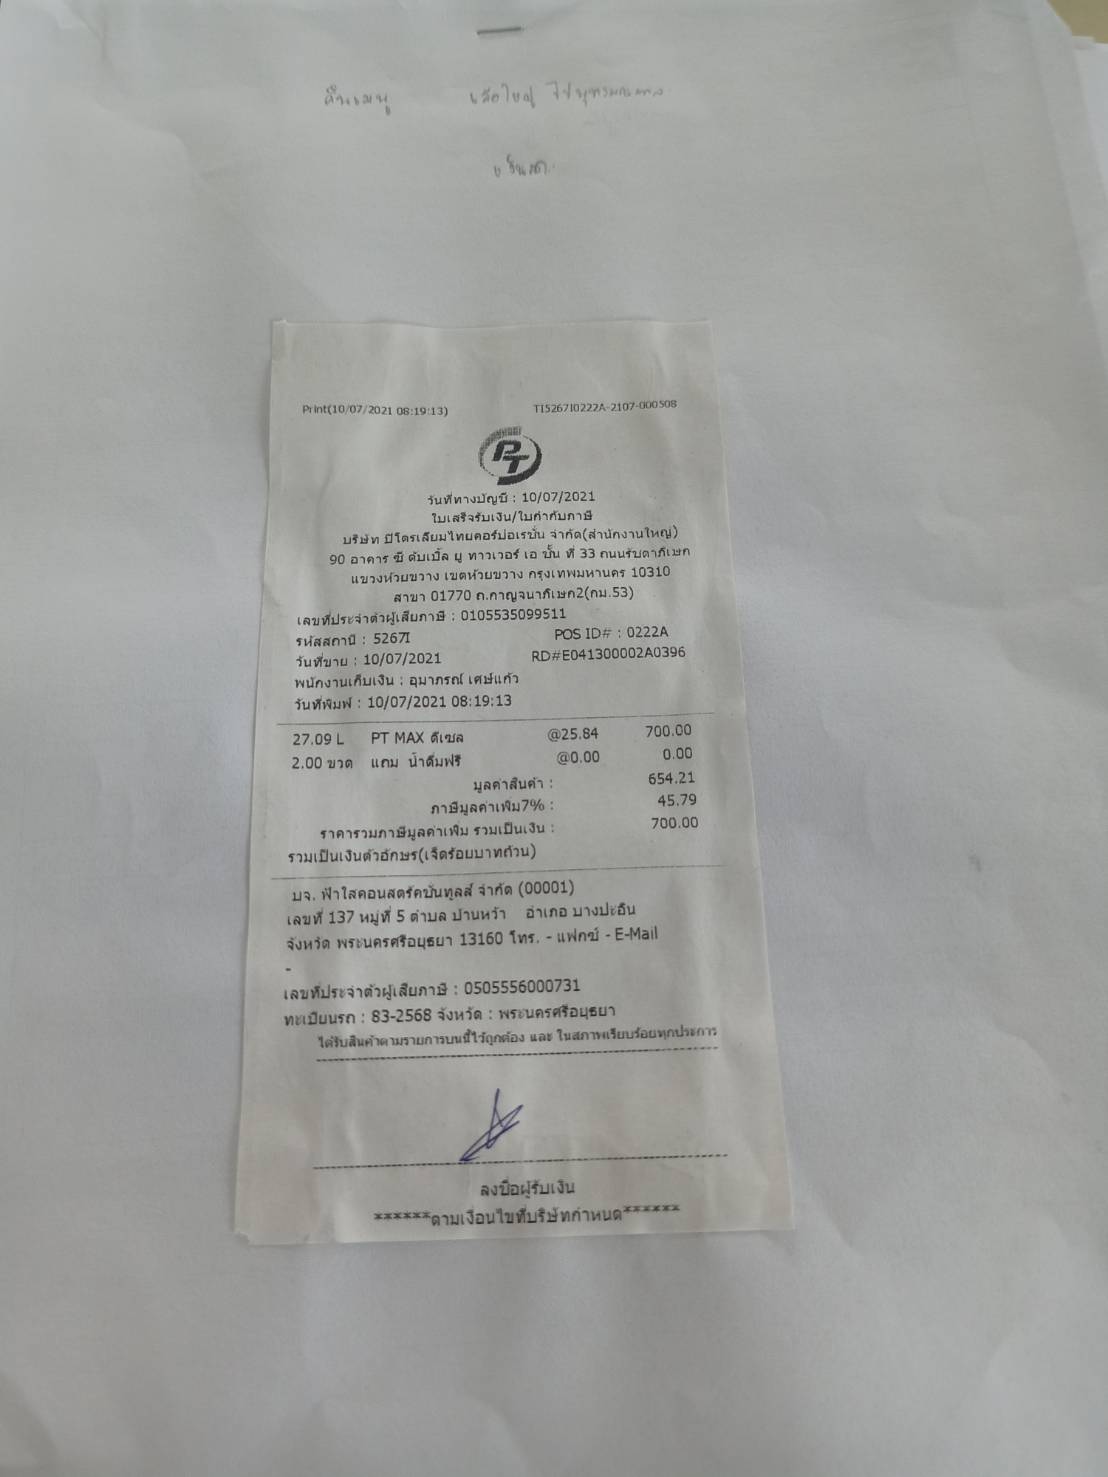 Print(10/07/2021 08:19:13) TI5267I0222A-2107-000508
PT
วันที่ทางบัญชี : 10/07/2021
ใบเสร็จรับเงิน/ใบกำกับภาษี
บริษัท ปิโตรเลียมไทยคอร์ปอเรชั่น จำกัด(สำนักงานใหญ่)
90 อาคาร ซี ดับเบิ้ล ยู ทาวเวอร์ เอ ชั้น ที่ 33 ถนนรัชดาภิเษก
แขวงห้วยขวาง เขตห้วยขวาง กรุงเทพมหานคร 10310
สาขา 01770 ถ.กาญจนาภิเษก2(กม.53)
เลขที่ประจำตัวผู้เสียภาษี : 0105535099511
รหัสสถานี : 5267I POS ID# : 0222A
วันที่ขาย : 10/07/2021 RD#E041300002A0396
พนักงานเก็บเงิน : อุมาภรณ์ เศษแก้ว
วันที่พิมพ์ : 10/07/2021 08:19:13
27.09 L PT MAX ดีเซล @25.84 700.00
2.00 ขวด แถม น้ำดื่มฟรี @0.00 0.00
มูลค่าสินค้า : 654.21
ภาษีมูลค่าเพิ่ม7% : 45.79
ราคารวมภาษีมูลค่าเพิ่ม รวมเป็นเงิน : 700.00
รวมเป็นเงินตัวอักษร(เจ็ดร้อยบาทถ้วน)
บจ. ฟ้าใสคอนสตรัคชั่นทูลส์ จำกัด (00001)
เลขที่ 137 หมู่ที่ 5 ตำบล บ้านหว้า อำเภอ บางปะอิน
จังหวัด พระนครศรีอยุธยา 13160 โทร. - แฟกซ์ - E-Mail
-
เลขที่ประจำตัวผู้เสียภาษี : 0505556000731
ทะเบียนรถ : 83-2568 จังหวัด : พระนครศรีอยุธยา
ได้รับสินค้าตามรายการบนนี้ไว้ถูกต้อง และ ในสภาพเรียบร้อยทุกประการ
ลงชื่อผู้รับเงิน
******ตามเงื่อนไขที่บริษัทกำหนด******